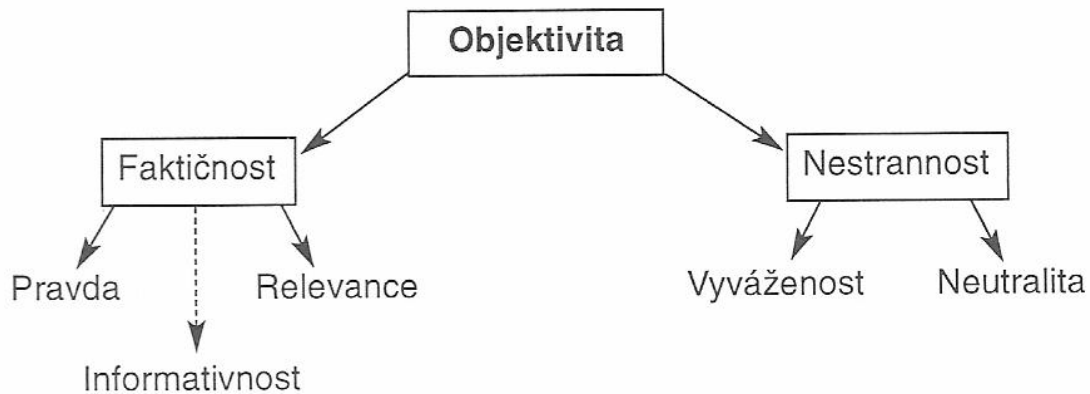 Objektivita
Faktičnost
Nestrannost
Pravda
Relevance
Vyváženost
Neutralita
Informativnost